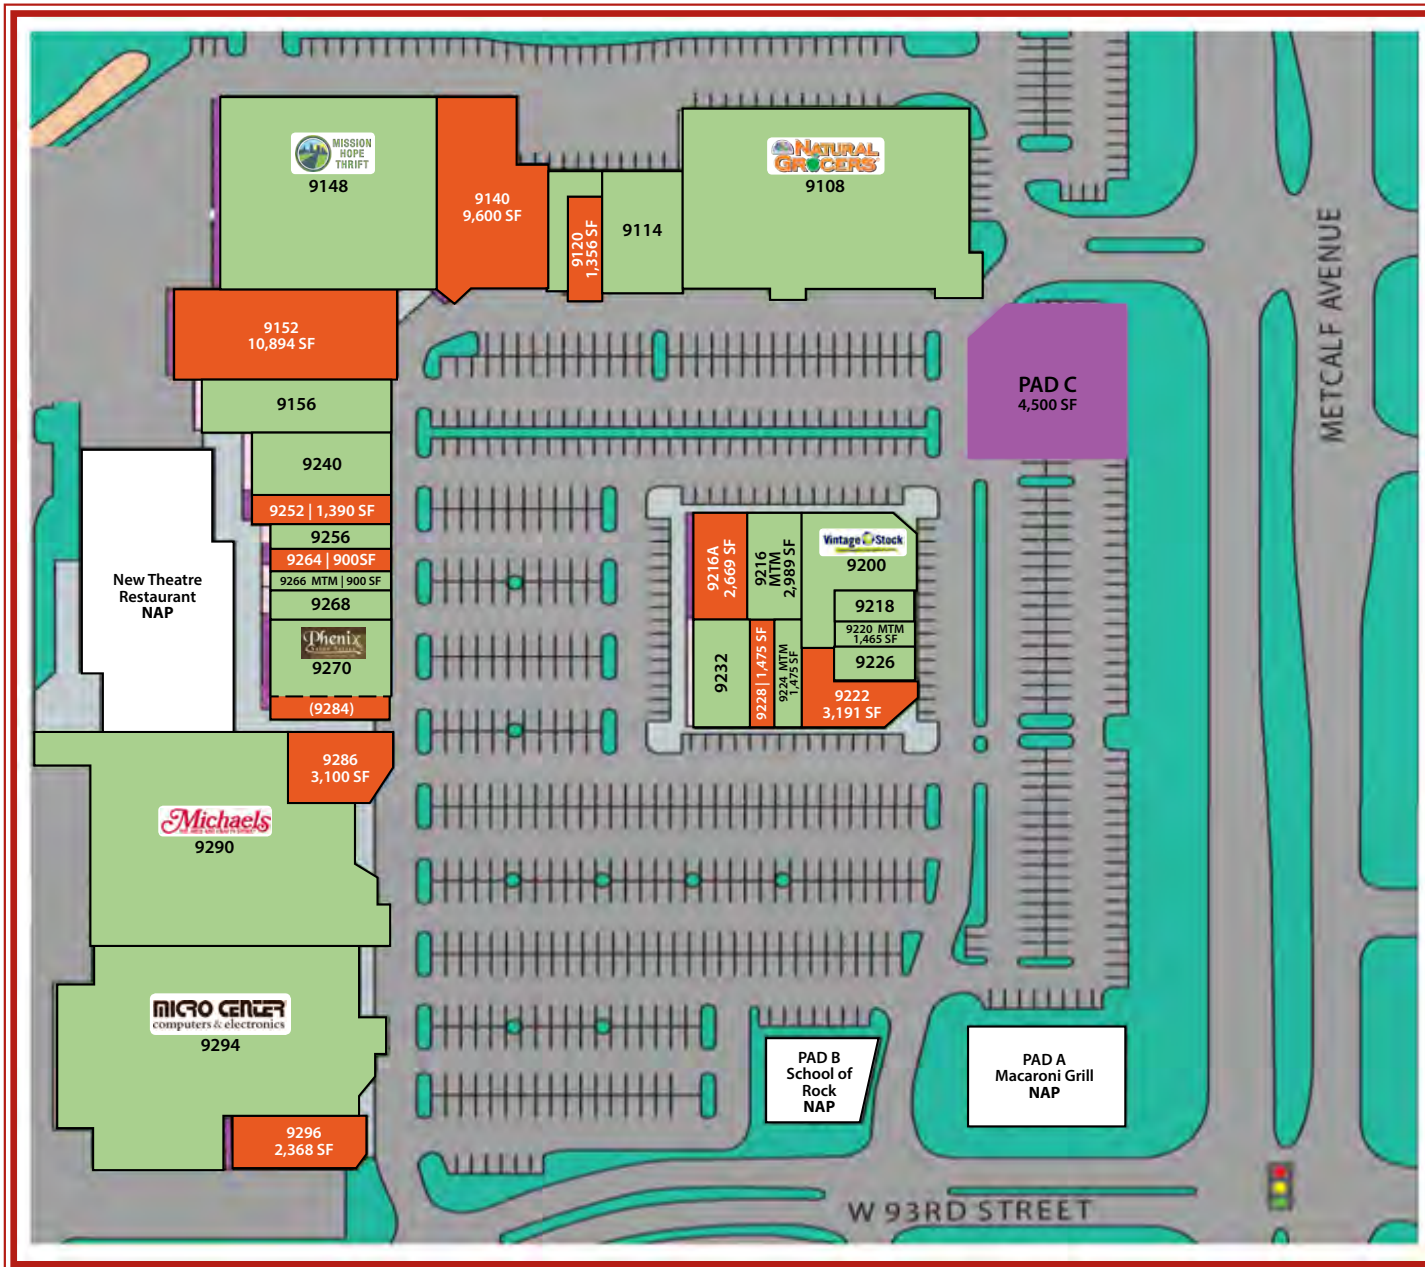 MISSION
HOPE
THRIFT
9148
9140
9,600 SF
9120
1,356 SF
9114
NATURAL
GROCERS
9108
METCALF AVENUE
9152
10,894 SF
PAD C
4,500 SF
9156
9240
9252 | 1,390 SF
9256
9264 | 900SF
9266 MTM | 900 SF
9268
Phenix
9270
(9284)
New Theatre
Restaurant
NAP
9216A
2,669 SF
9216
MTM
2,989 SF
Vintage Stock
9200
9218
9220 MTM
1,465 SF
9226
9232
9228 | 1,475 SF
9224 MTM
1,475 SF
9222
3,191 SF
9286
3,100 SF
Michaels
9290
MICRO CENTER
computers & electronics
9294
9296
2,368 SF
PAD B
School of
Rock
NAP
PAD A
Macaroni Grill
NAP
W 93RD STREET